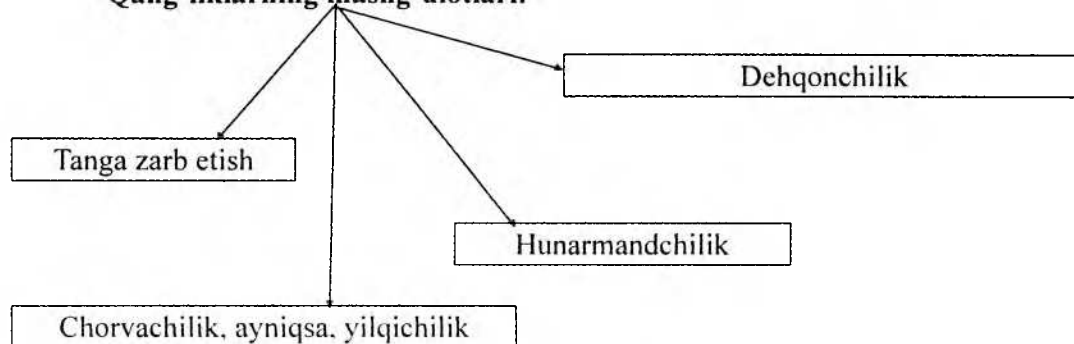 Qang'liklarning mashg'ulotlari:
Dehqonchilik
Tanga zarb etish
Hunarmandchilik
Chorvachilik, ayniqsa, yilqichilik